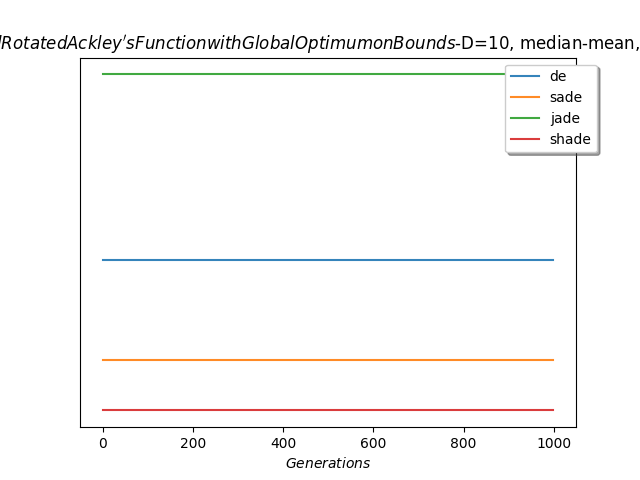 RotatedAckley'sFunctionwithGlobalOptimumonBounds-D=10, median-mean,
de
sade
jade
shade
0
200
400
600
800
1000
Generations